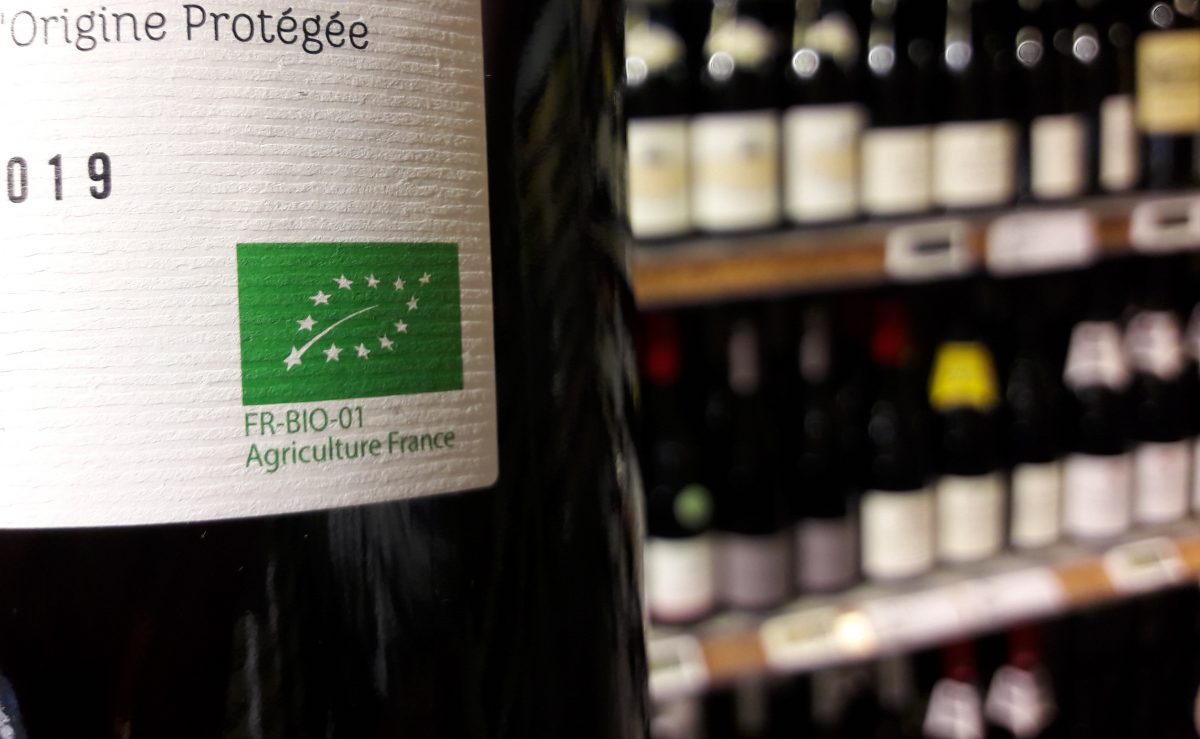 'Origine Protégée
019
FR-BIO-01
Agriculture France